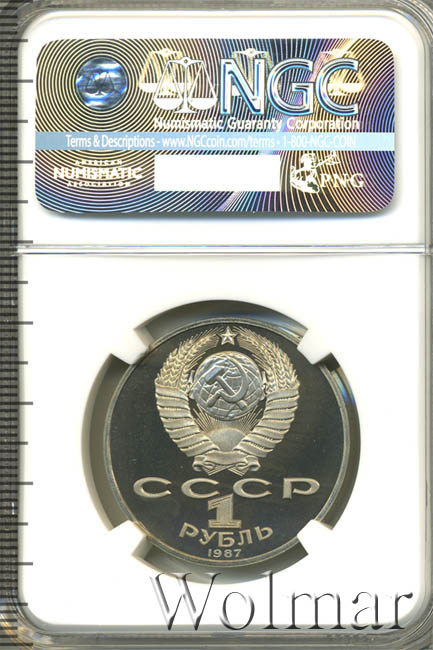 NGC
Numismatic Guaranty Corporation
Terms & Descriptions - www.NGCcoin.com/terms • 1-800-NGC-COIN
AMERICAN
NUMISMATIC
ASSOCIATION
PNG
СССР
1
РУБЛЬ
1987
Wolmar